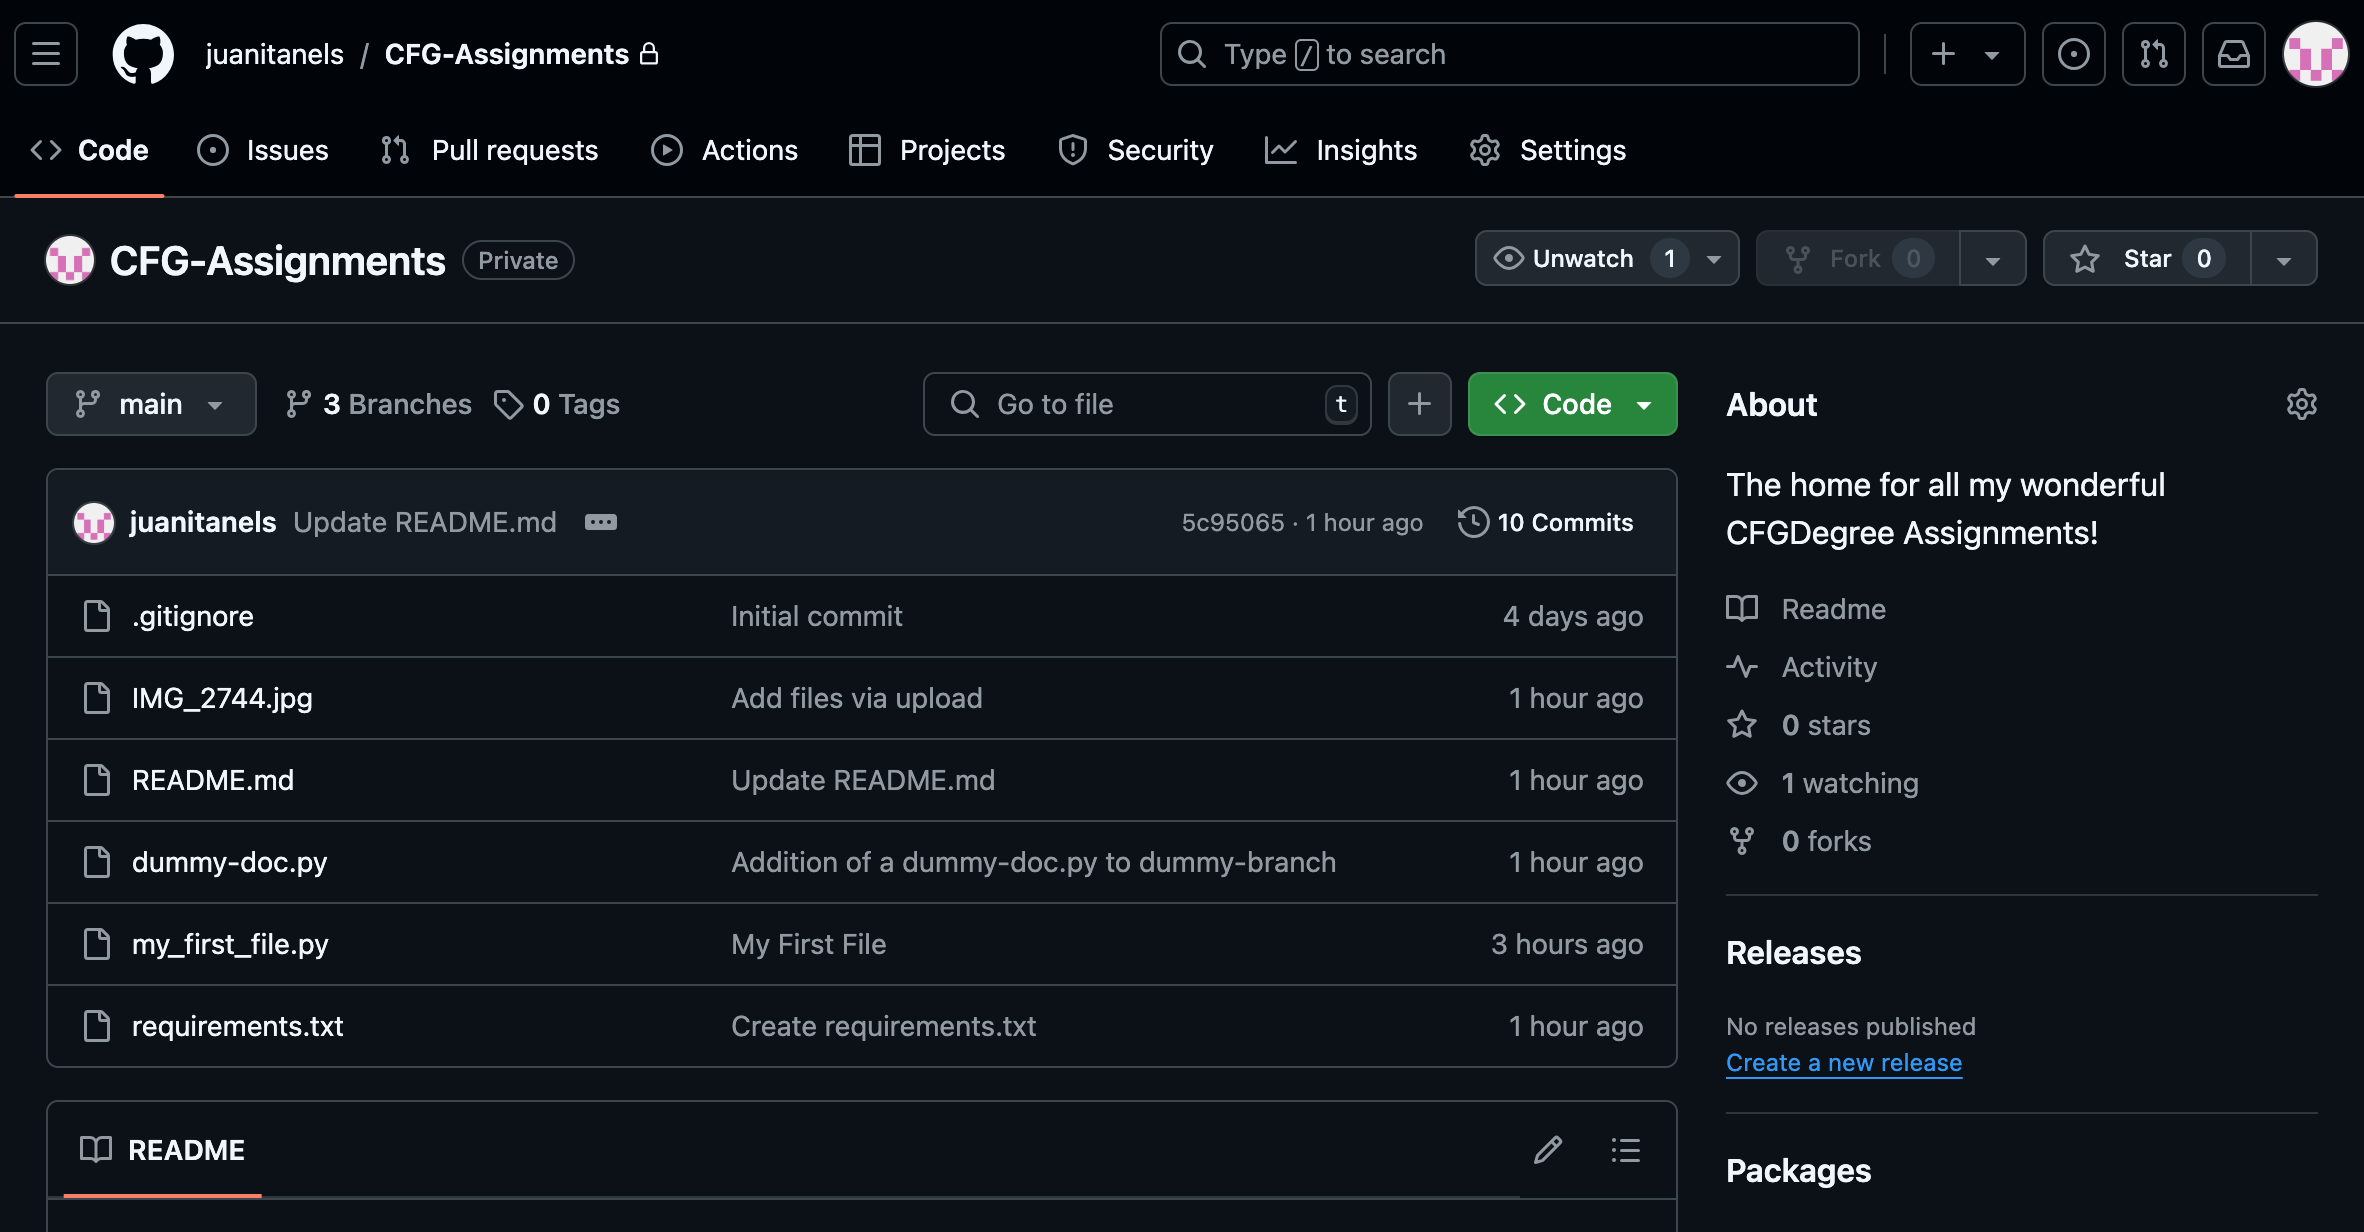 juanitanels / CFG-Assignments
Type / to search
Code
Issues
Pull requests
Actions
Projects
Security
Insights
Settings
CFG-Assignments Private
Unwatch 1
Fork 0
Star 0
main
3 Branches
0 Tags
Go to file t
Code
juanitanels Update README.md
5c95065 · 1 hour ago
10 Commits
.gitignore Initial commit 4 days ago
IMG_2744.jpg Add files via upload 1 hour ago
README.md Update README.md 1 hour ago
dummy-doc.py Addition of a dummy-doc.py to dummy-branch 1 hour ago
my_first_file.py My First File 3 hours ago
requirements.txt Create requirements.txt 1 hour ago
README
About
The home for all my wonderful
CFGDegree Assignments!
Readme
Activity
0 stars
1 watching
0 forks
Releases
No releases published
Create a new release
Packages